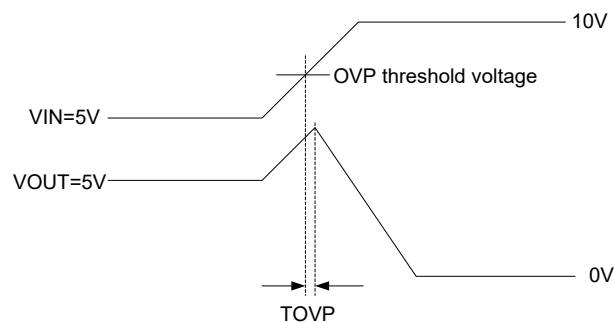 10V
OVP threshold voltage
VIN=5V
VOUT=5V
0V
TOVP